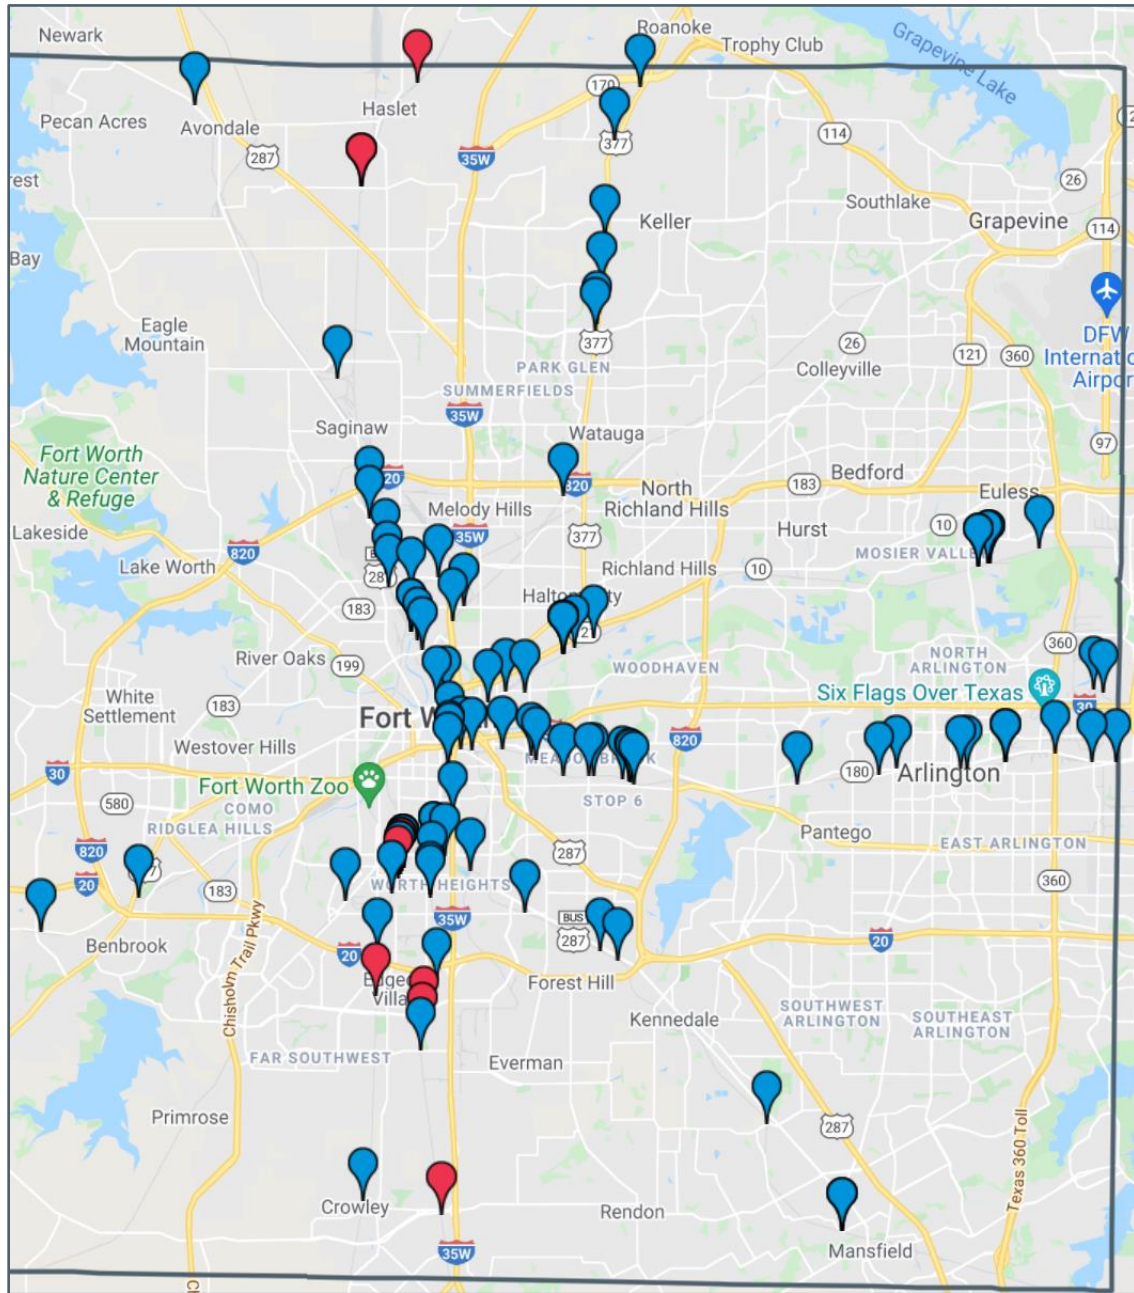 Newark
Roanoke
Trophy Club
Grapevine
Lake
Haslet
170
Pecan Acres
Avondale
287
35W
377
114
26
Southlake
Keller
Grapevine
114
Bay
Eagle
Mountain
DFW
Airpor
377
26
121
360
Colleyville
PARK GLEN
SUMMERFIELDS
35W
Saginaw
Watauga
97
Fort Worth
Nature Center
& Refuge
20
820
Bedford
183
Euless
North
Richland Hills
Melody Hills
35W
Hurst
10
Lakeside
820
377
MOSIER VALLE
Lake Worth
Richland Hills
10
183
River Oaks
199
WOODHAVEN
NORTH
ARLINGTON
360
White
Settlement
183
Six Flags Over Texas
30
Fort W
Westover Hills
820
30
Fort Worth Zoo
180
Arlington
STOP 6
580
COMO
RIDGLEA HILLS
Pantego
EAST ARLINGTON
820
287
20
183
WORTH HEIGHTS
360
35W
BUS
287
20
Benbrook
20
Chisholm Trail Pkwy
Forest Hill
SOUTHWEST
ARLINGTON
SOUTHEAST
ARLINGTON
Kennedale
FAR SOUTHWEST
Everman
Primrose
287
Texas 360 Toll
Crowley
Rendon
35W
Mansfield